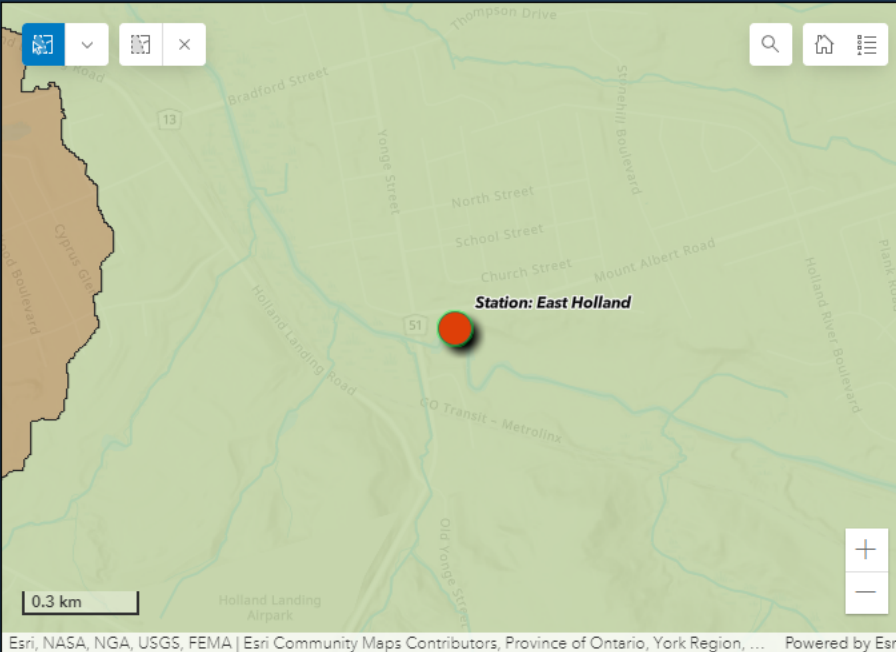 Thompson Drive
Road
Bradford Street
13
Stonehill Boulevard
Yonge Street
North Street
School Street
Church Street
Mount Albert Road
Cyprus Gle
Boulevard
Holland River Boulevard
Plank
Station: East Holland
51
Holland Landing Road
GO Transit – Metrolinx
Old Yonge Street
0.3 km
Holland Landing
Airpark
Esri, NASA, NGA, USGS, FEMA | Esri Community Maps Contributors, Province of Ontario, York Region, ... Powered by Esr